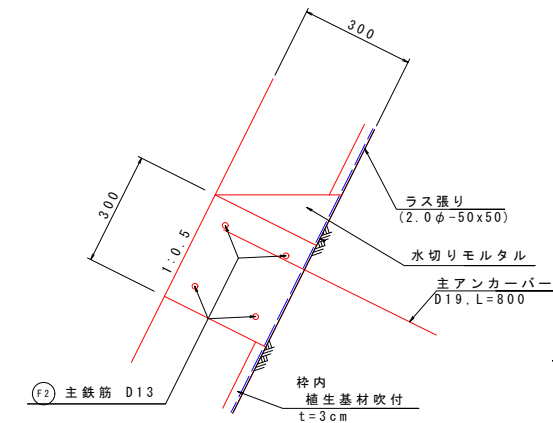 300
300
1:0.5
ラス張り
(2.0φ-50x50)
水切りモルタル
主アンカーバー
D19, L=800
F2 主鉄筋 D13
枠内
植生基材吹付
t=3cm